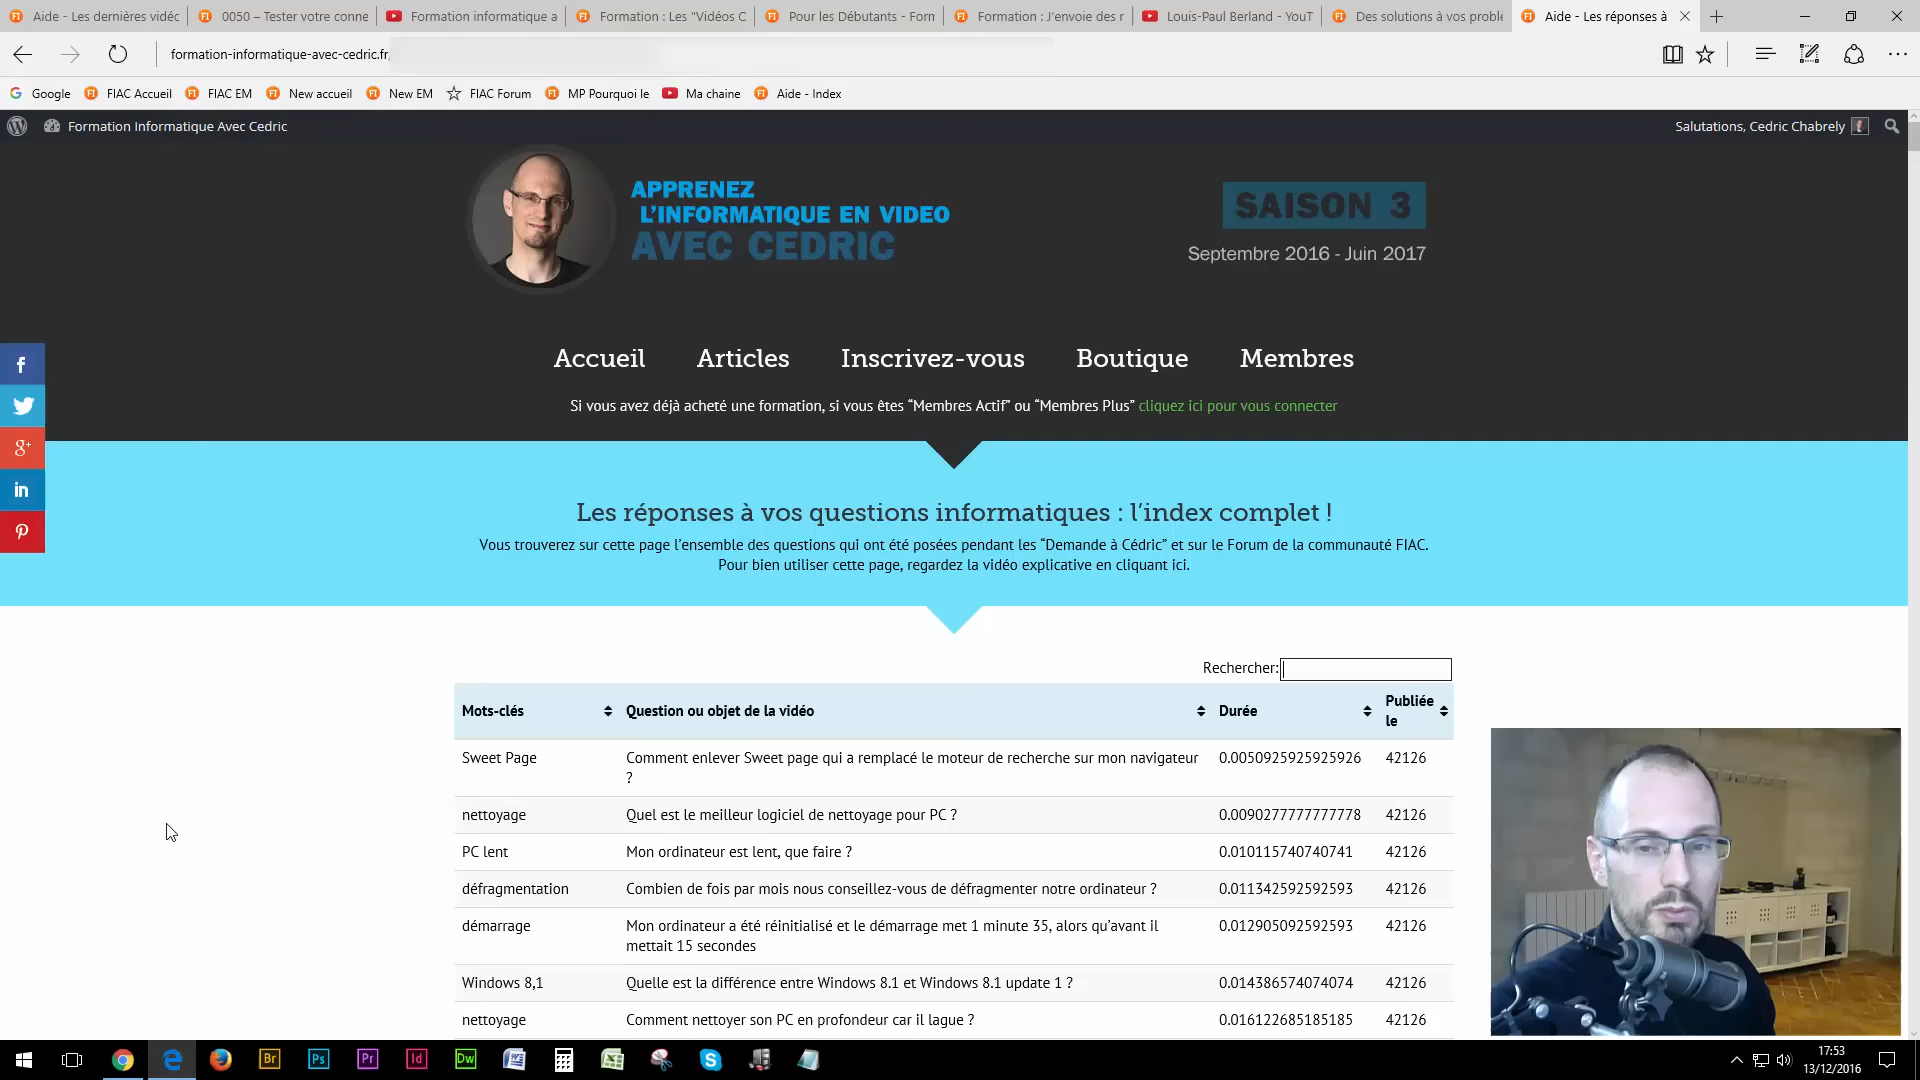 Aide - Les dernières vidéc
0050 – Tester votre conne
Formation informatique a
Formation : Les "Vidéos C
Pour les Débutants - Form
Formation : J'envoie des r
Louis-Paul Berland - YouT
Des solutions à vos problè
Aide - Les réponses à
formation-informatique-avec-cedric.fr
Google
FIAC Accueil
FIAC EM
New accueil
New EM
FIAC Forum
MP Pourquoi le
Ma chaine
Aide - Index
Formation Informatique Avec Cedric
Salutations, Cedric Chabrely
APPRENEZ
L'INFORMATIQUE EN VIDEO
AVEC CEDRIC
SAISON 3
Septembre 2016 - Juin 2017
Accueil
Articles
Inscrivez-vous
Boutique
Membres
Si vous avez déjà acheté une formation, si vous êtes “Membres Actif” ou “Membres Plus” cliquez ici pour vous connecter
Les réponses à vos questions informatiques : l’index complet !
Vous trouverez sur cette page l’ensemble des questions qui ont été posées pendant les “Demande à Cédric” et sur le Forum de la communauté FIAC.
Pour bien utiliser cette page, regardez la vidéo explicative en cliquant ici.
Rechercher:
Mots-clés Question ou objet de la vidéo Durée Publiée
le
Sweet Page Comment enlever Sweet page qui a remplacé le moteur de recherche sur mon navigateur 0.0050925925925926 42126
?
nettoyage Quel est le meilleur logiciel de nettoyage pour PC ? 0.0090277777777778 42126
PC lent Mon ordinateur est lent, que faire ? 0.010115740740741 42126
défragmentation Combien de fois par mois nous conseillez-vous de défragmenter notre ordinateur ? 0.011342592592593 42126
démarrage Mon ordinateur a été réinitialisé et le démarrage met 1 minute 35, alors qu’avant il 0.012905092592593 42126
mettait 15 secondes
Windows 8,1 Quelle est la différence entre Windows 8.1 et Windows 8.1 update 1 ? 0.014386574074074 42126
nettoyage Comment nettoyer son PC en profondeur car il lague ? 0.016122685185185 42126
17:53
13/12/2016